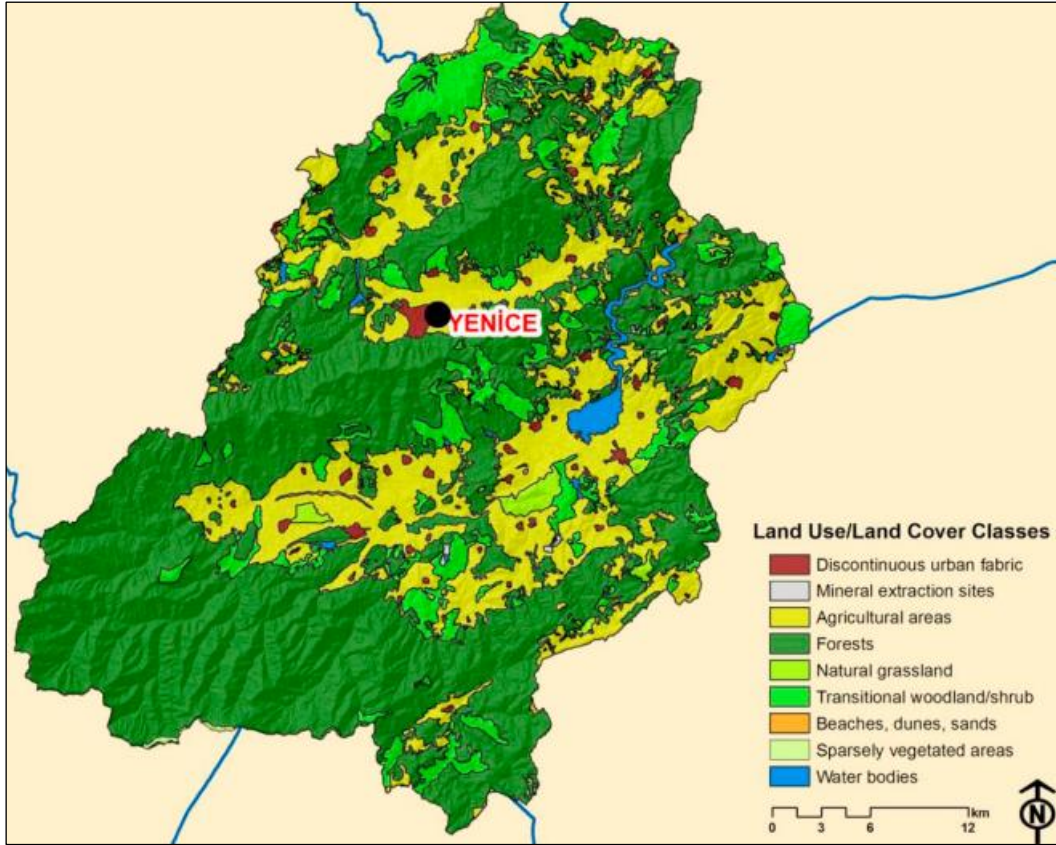 YENİCE
Land Use/Land Cover Classes
Discontinuous urban fabric
Mineral extraction sites
Agricultural areas
Forests
Natural grassland
Transitional woodland/shrub
Beaches, dunes, sands
Sparsely vegetated areas
Water bodies
km
0 3 6 12
N